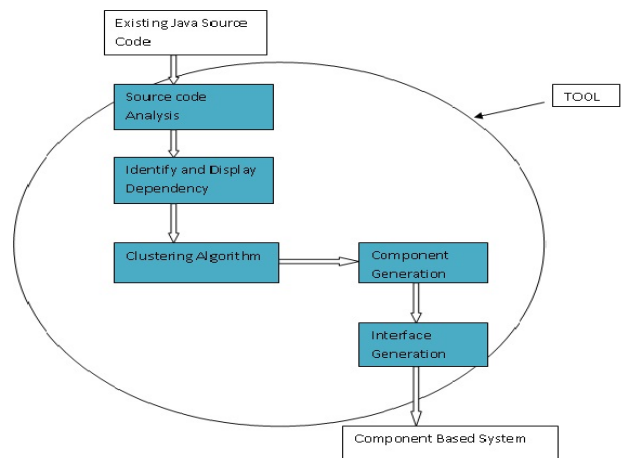 Existing Java Source
Code
TOOL
Source code
Analysis
Identify and Display
Dependency
Clustering Algorithm
Component
Generation
Interface
Generation
Component Based System